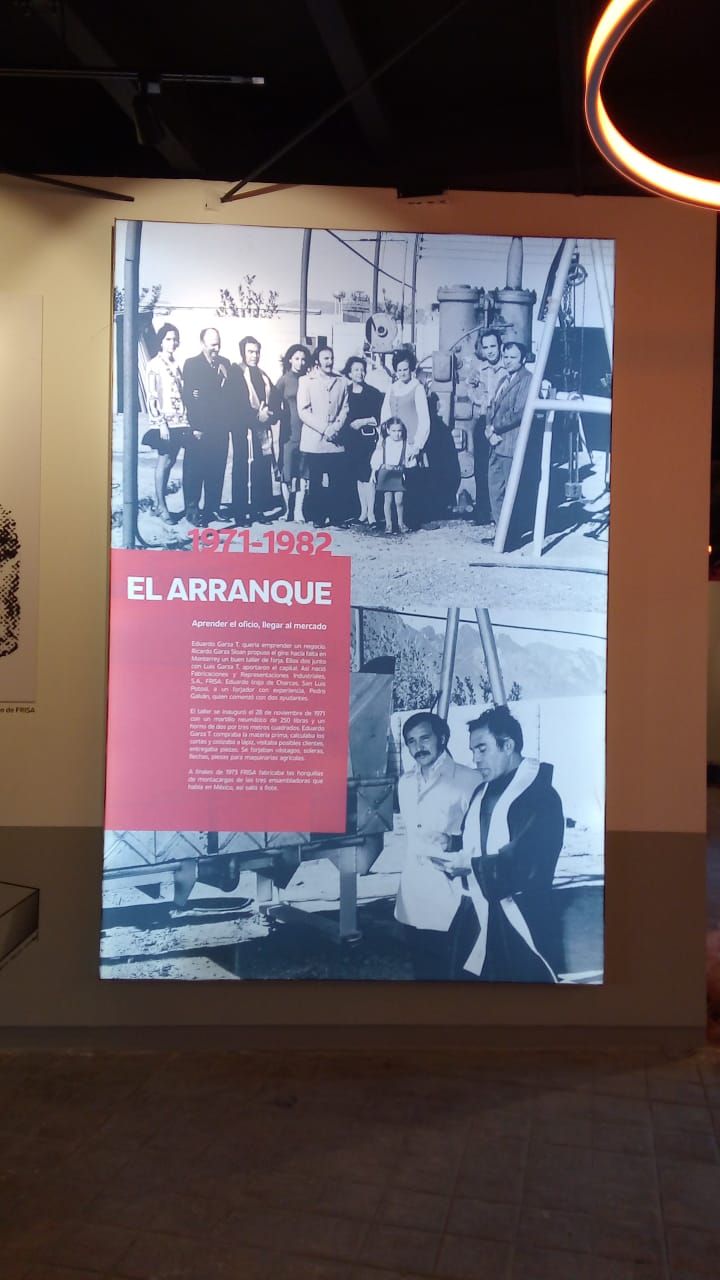 1971-1982
EL ARRANQUE
Aprender el oficio, llegar al mercado
Eduardo Garza T. quería emprender un negocio.
Ricardo Garza Sloan propuso el giro: hacía falta en
Monterrey un buen taller de forja. Ellos dos junto
con Luis Garza T. aportaron el capital. Así nació
Fabricaciones y Representaciones Industriales,
S.A., FRISA. Eduardo trajo de Charcas, San Luis
Potosí, a un forjador con experiencia, Pedro
Galván, quien comenzó con dos ayudantes.
El taller se inauguró el 28 de noviembre de 1971
con un martillo neumático de 250 libras y un
horno de dos por tres metros cuadrados. Eduardo
Garza T. compraba la materia prima, calculaba los
cortes y cotizaba a lápiz, visitaba posibles clientes,
entregaba piezas. Se forjaban vástagos, soleras,
flechas, piezas para maquinarias agrícolas.
A finales de 1973 FRISA fabricaba las horquillas
de montacargas de las tres ensambladoras que
había en México, así salía a flote.
o de FRISA